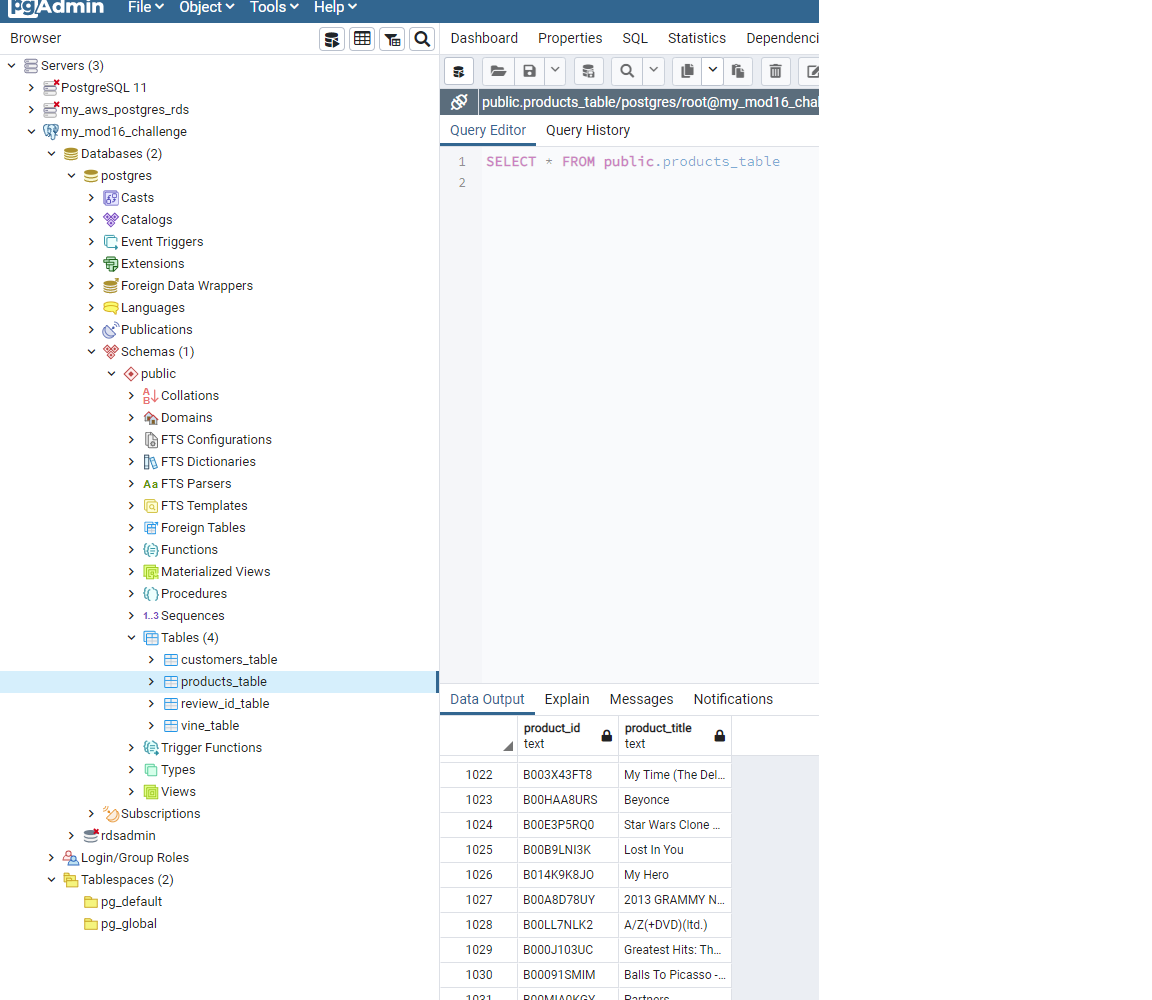 pgAdmin File Object Tools Help
Browser
Dashboard Properties SQL Statistics Dependenci
Servers (3)
PostgreSQL 11
my_aws_postgres_rds
my_mod16_challenge
Databases (2)
postgres
Casts
Catalogs
Event Triggers
Extensions
Foreign Data Wrappers
Languages
Publications
Schemas (1)
public
Collations
Domains
FTS Configurations
FTS Dictionaries
Aa FTS Parsers
FTS Templates
Foreign Tables
Functions
Materialized Views
Procedures
1..3 Sequences
Tables (4)
customers_table
products_table
review_id_table
vine_table
Trigger Functions
Types
Views
Subscriptions
rdsadmin
Login/Group Roles
Tablespaces (2)
pg_default
pg_global
public.products_table/postgres/root@my_mod16_chal
Query Editor Query History
1 SELECT * FROM public.products_table
2
Data Output Explain Messages Notifications
product_id product_title
text text
1022 B003X43FT8 My Time (The Del...
1023 B00HAA8URS Beyonce
1024 B00E3P5RQ0 Star Wars Clone ...
1025 B00B9LNI3K Lost In You
1026 B014K9K8JO My Hero
1027 B00A8D78UY 2013 GRAMMY N...
1028 B00LL7NLK2 A/Z(+DVD)(ltd.)
1029 B000J103UC Greatest Hits: Th...
1030 B00091SMIM Balls To Picasso -...
1031 B00MIA0KGY Partners